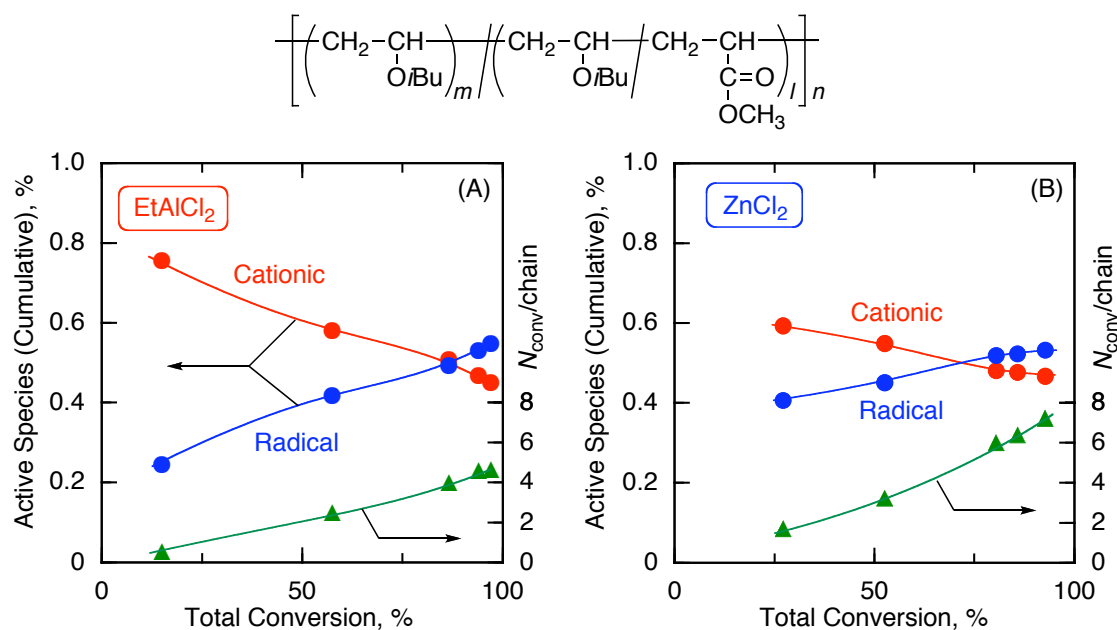 [(CH2–CH)m/(CH2–CH/CH2–CH)l]n
OiBu OiBu C=O
OCH3
(A)
EtAlCl2
Cationic
Radical
Active Species (Cumulative), %
1.0
0.8
0.6
0.4
0.2
0
Nconv/chain
8
6
4
2
0
0 50 100
Total Conversion, %
(B)
ZnCl2
Cationic
Radical
Active Species (Cumulative), %
1.0
0.8
0.6
0.4
0.2
0
Nconv/chain
8
6
4
2
0
0 50 100
Total Conversion, %